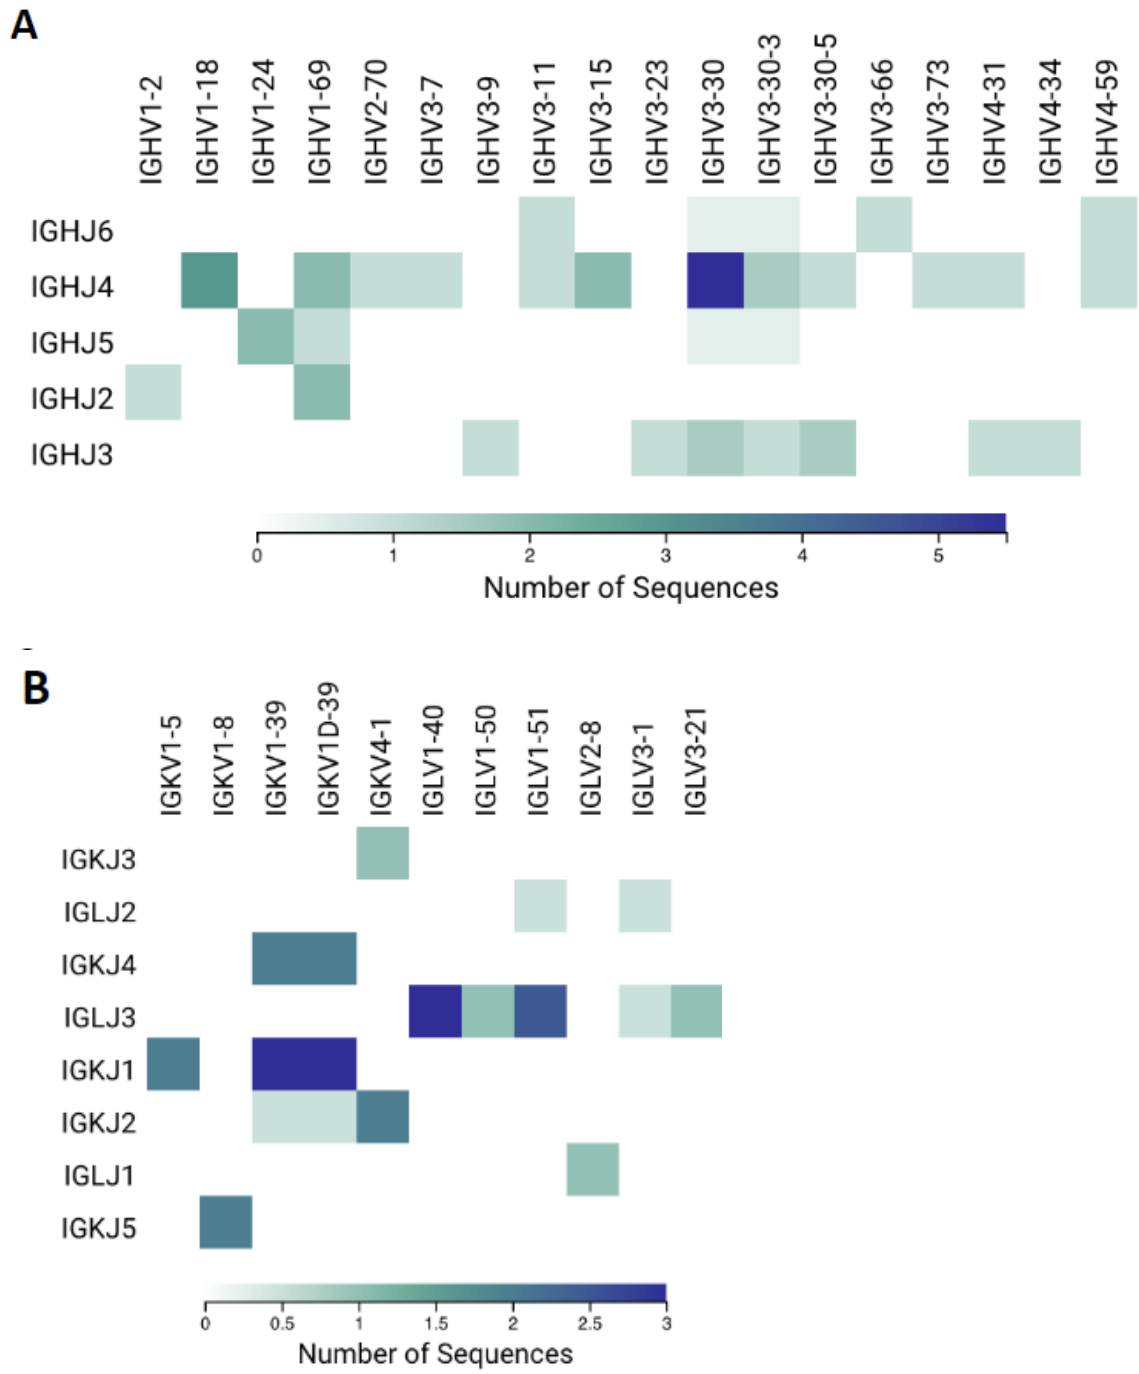 A
IGHV1-2 IGHV1-18 IGHV1-24 IGHV1-69 IGHV2-70 IGHV3-7 IGHV3-9 IGHV3-11 IGHV3-15 IGHV3-23 IGHV3-30 IGHV3-30-3 IGHV3-30-5 IGHV3-66 IGHV3-73 IGHV4-31 IGHV4-34 IGHV4-59
IGHJ6
IGHJ4
IGHJ5
IGHJ2
IGHJ3
0 1 2 3 4 5
Number of Sequences
B
IGKV1-5 IGKV1-8 IGKV1-39 IGKV1D-39 IGKV4-1 IGLV1-40 IGLV1-50 IGLV1-51 IGLV2-8 IGLV3-1 IGLV3-21
IGKJ3
IGLJ2
IGKJ4
IGLJ3
IGKJ1
IGKJ2
IGLJ1
IGKJ5
0 0.5 1 1.5 2 2.5 3
Number of Sequences